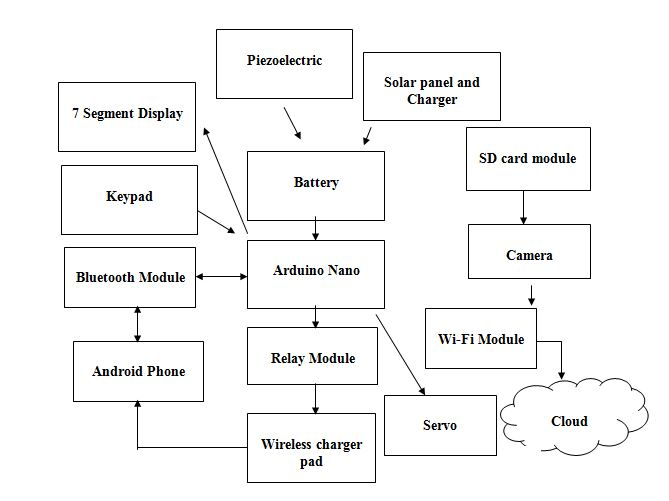 Piezoelectric
Solar panel and
Charger
7 Segment Display
SD card module
Battery
Keypad
Camera
Arduino Nano
Bluetooth Module
Wi-Fi Module
Relay Module
Android Phone
Cloud
Servo
Wireless charger
pad